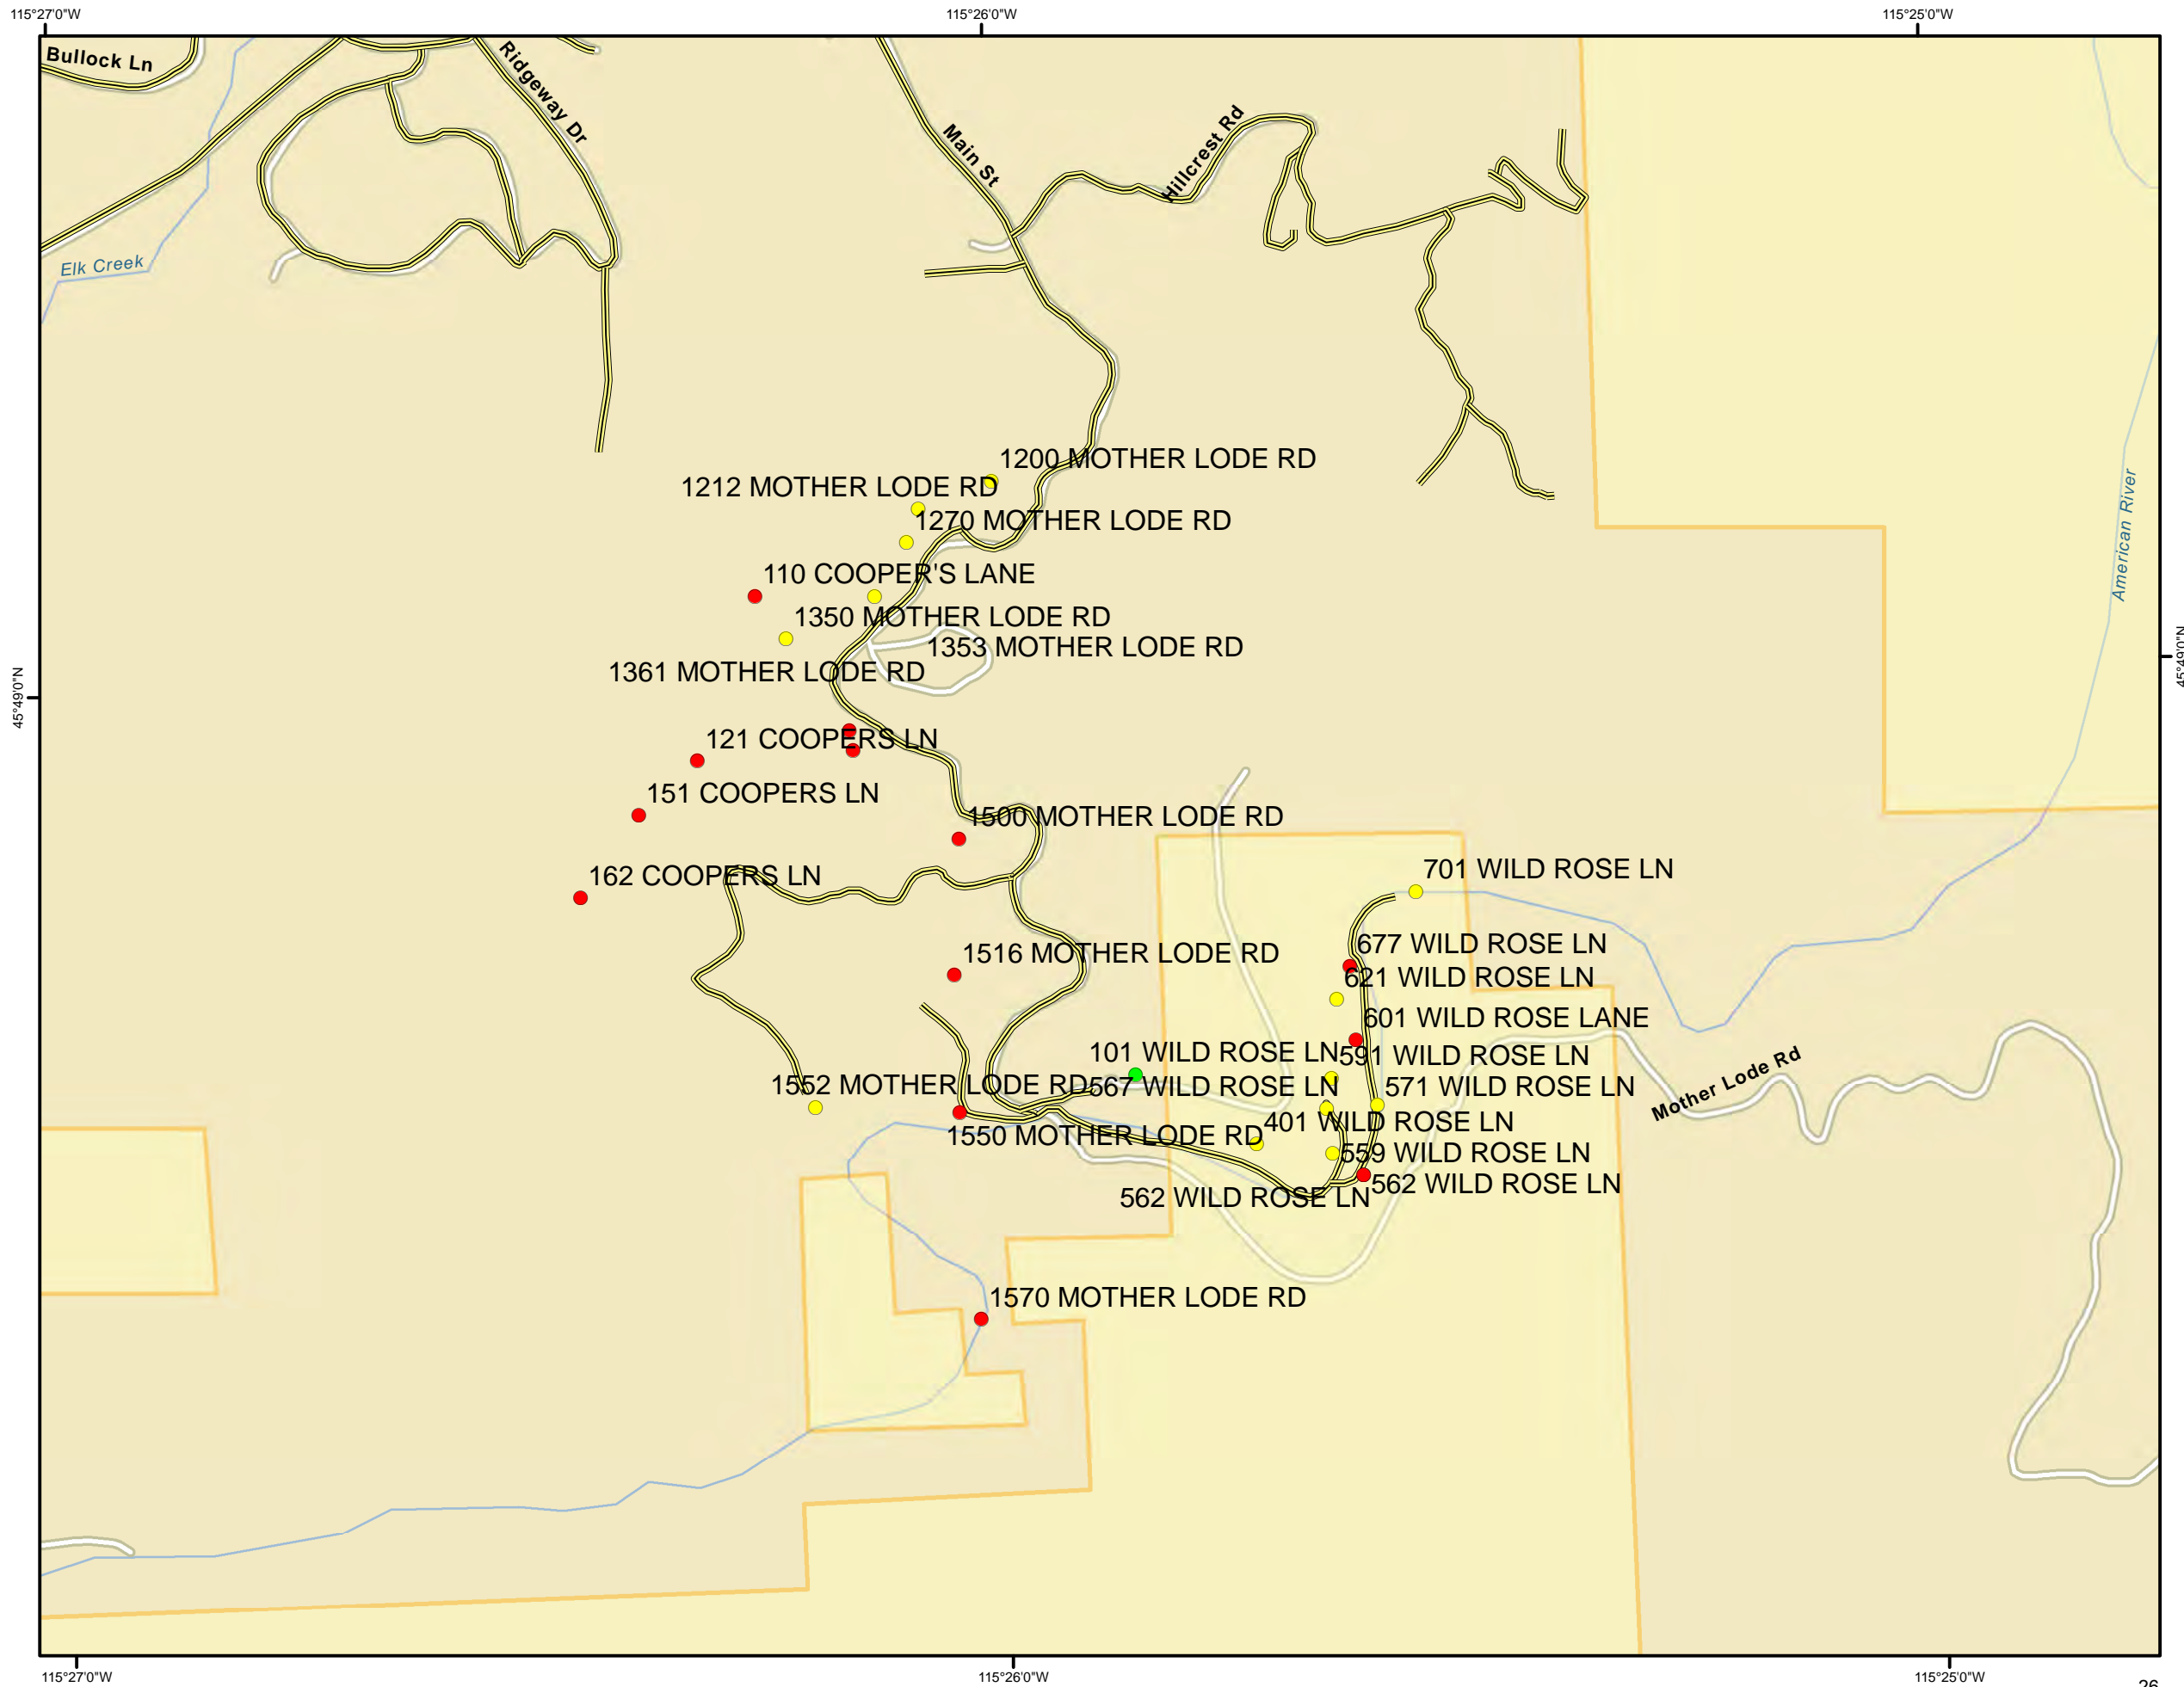 115°27'0"W
115°26'0"W
115°25'0"W
Bullock Ln
Ridgeway Dr
Main St
Hillcrest Rd
Elk Creek
American River
1200 MOTHER LODE RD
1212 MOTHER LODE RD
1270 MOTHER LODE RD
110 COOPER'S LANE
1350 MOTHER LODE RD
1353 MOTHER LODE RD
1361 MOTHER LODE RD
45°49'0"N
45°49'0"N
121 COOPERS LN
151 COOPERS LN
1500 MOTHER LODE RD
162 COOPERS LN
701 WILD ROSE LN
677 WILD ROSE LN
1516 MOTHER LODE RD
621 WILD ROSE LN
601 WILD ROSE LANE
101 WILD ROSE LN
591 WILD ROSE LN
1552 MOTHER LODE RD
567 WILD ROSE LN
571 WILD ROSE LN
Mother Lode Rd
401 WILD ROSE LN
1550 MOTHER LODE RD
559 WILD ROSE LN
562 WILD ROSE LN
562 WILD ROSE LN
1570 MOTHER LODE RD
115°27'0"W
115°26'0"W
115°25'0"W
26